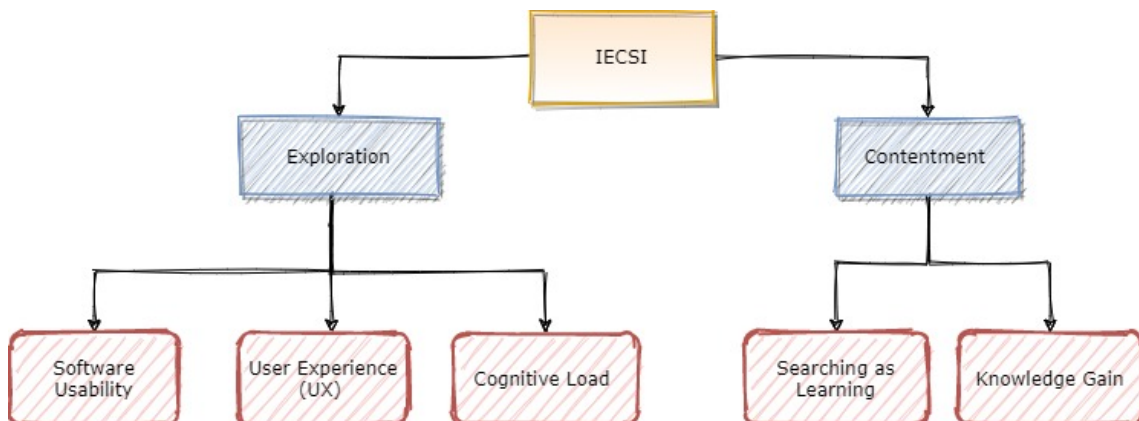 IECSI
Exploration
Contentment
Software
Usability
User Experience
(UX)
Cognitive Load
Searching as
Learning
Knowledge Gain